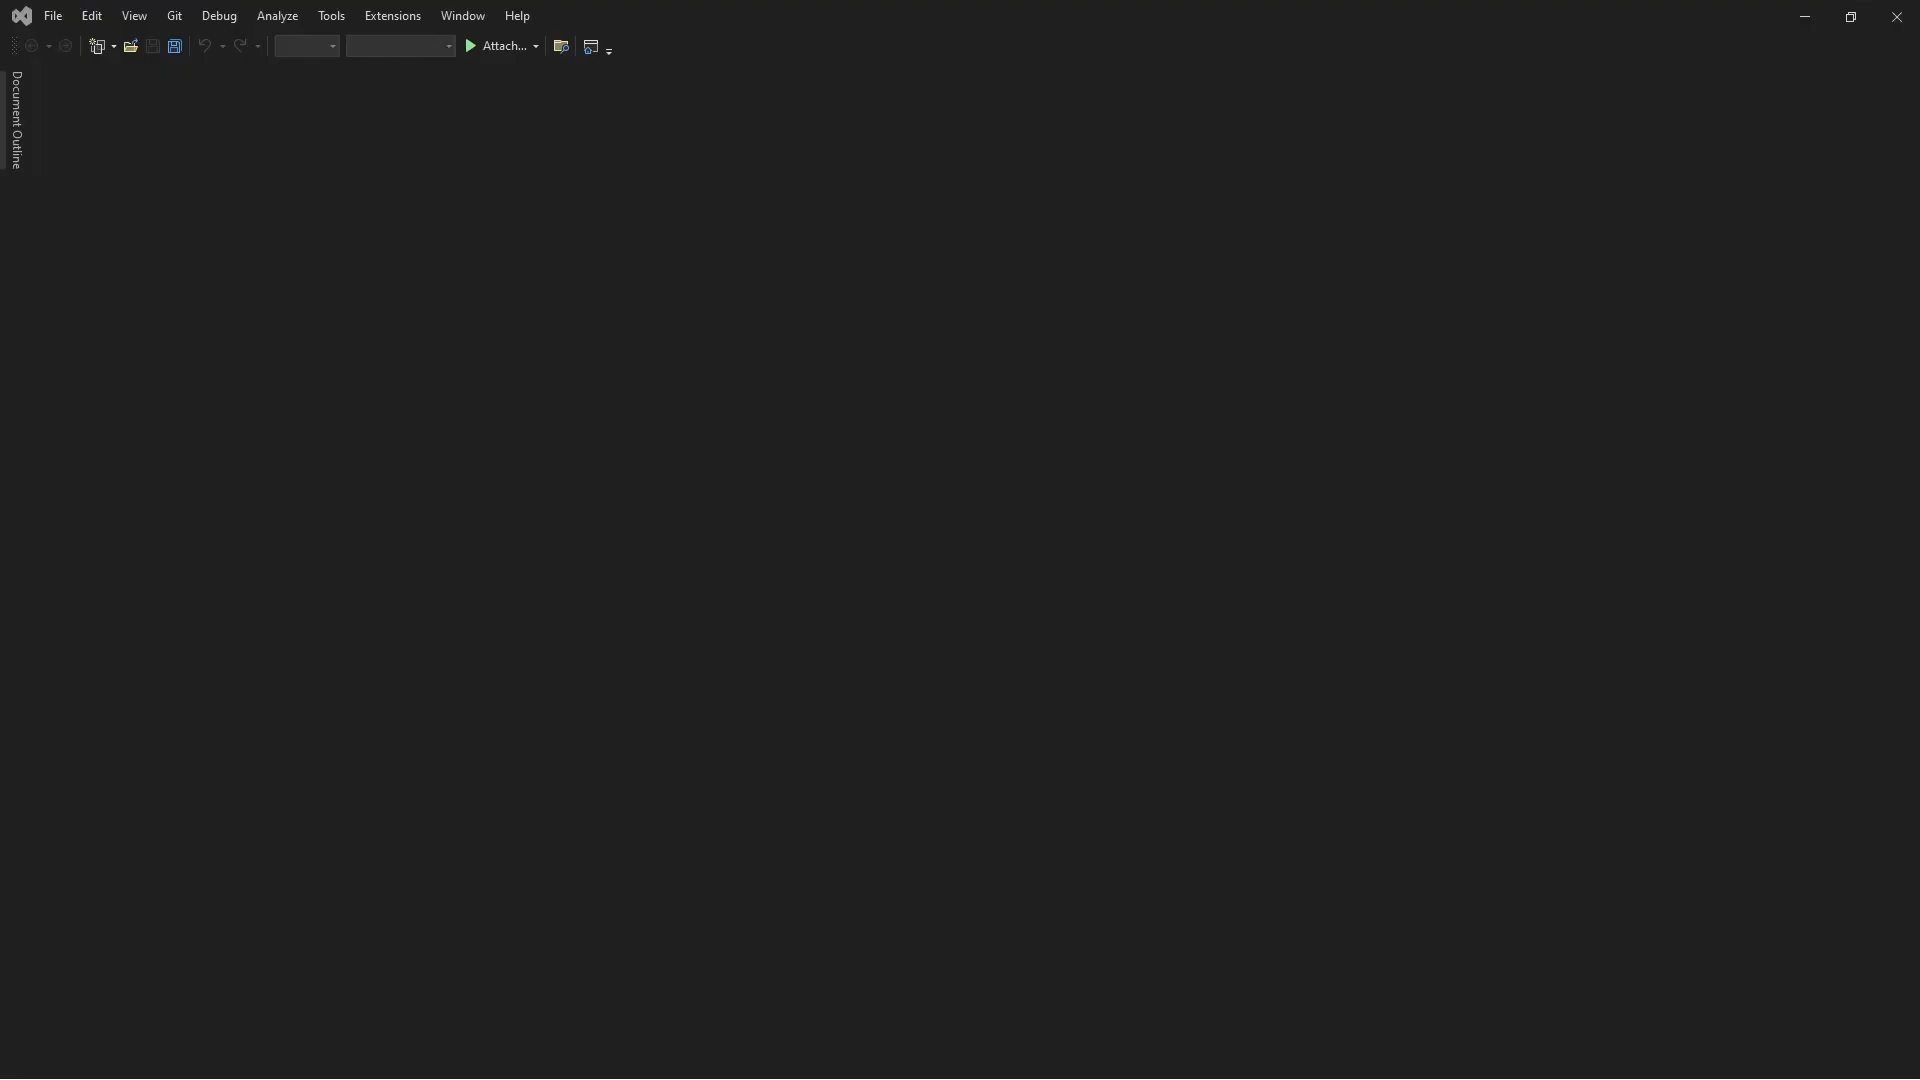 File Edit View Git Debug Analyze Tools Extensions Window Help
Attach...
Document Outline